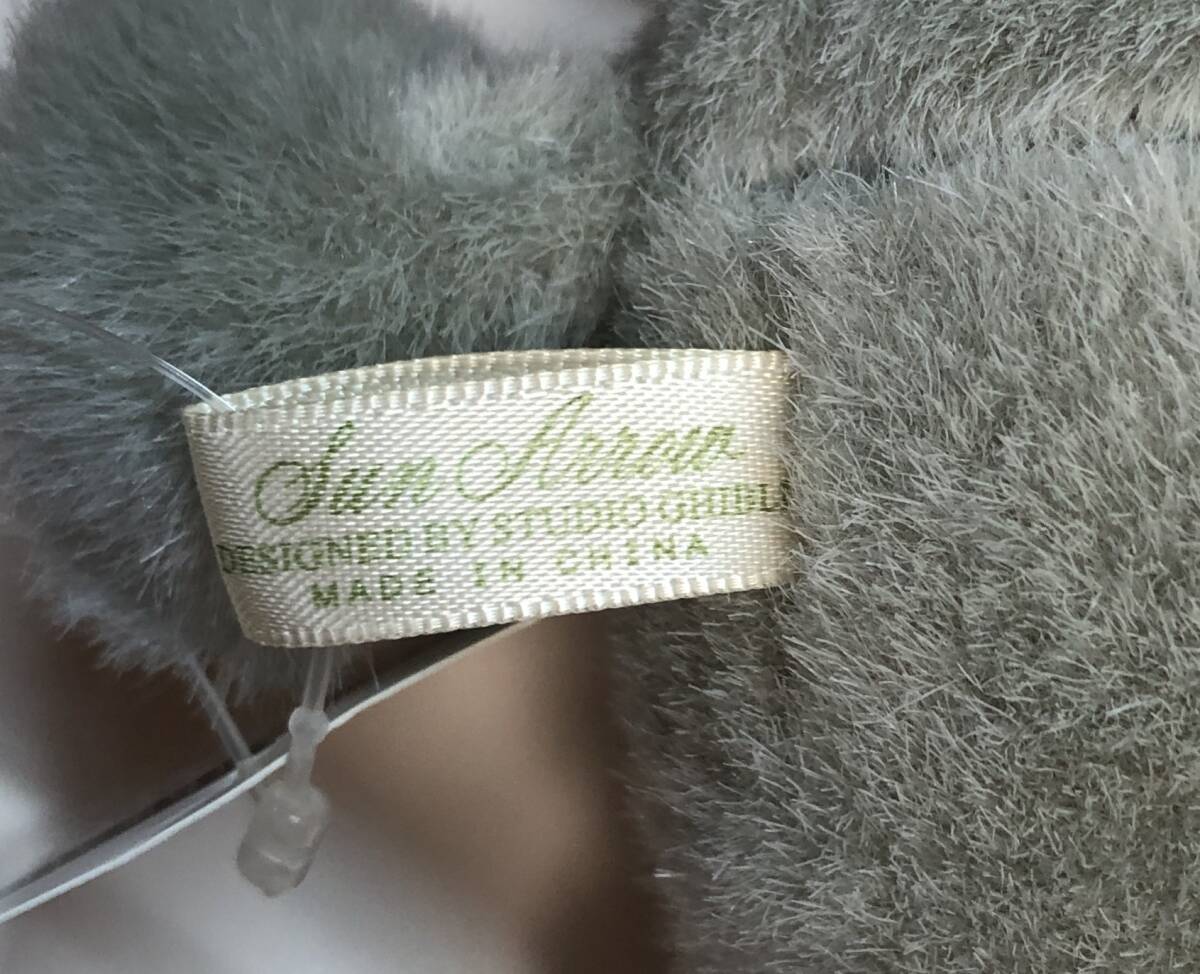 Sun Arrow
DESIGNED BY STUDIO GHIBLI
MADE IN CHINA